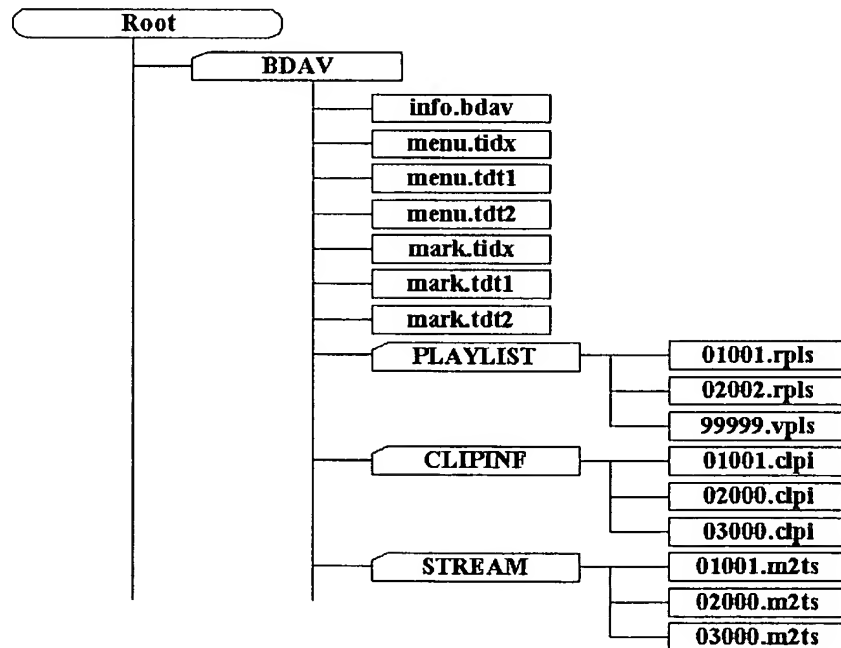 Root
BDAV
info.bdav
menu.tidx
menu.tdt1
menu.tdt2
mark.tidx
mark.tdt1
mark.tdt2
PLAYLIST
01001.rpls
02002.rpls
99999.vpls
CLIPINF
01001.clpi
02000.clpi
03000.clpi
STREAM
01001.m2ts
02000.m2ts
03000.m2ts